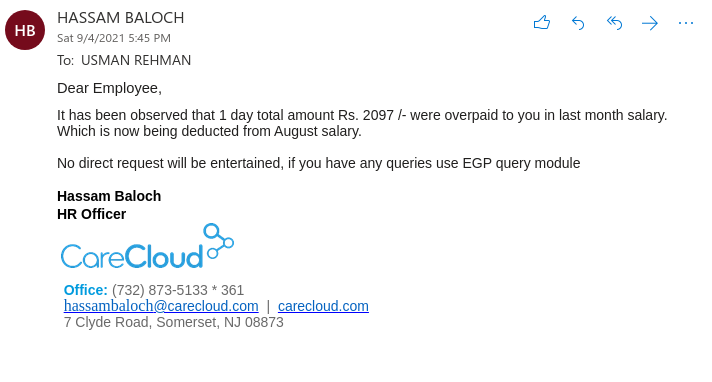 HB
HASSAM BALOCH
Sat 9/4/2021 5:45 PM
To: USMAN REHMAN
Dear Employee,
It has been observed that 1 day total amount Rs. 2097 /- were overpaid to you in last month salary.
Which is now being deducted from August salary.
No direct request will be entertained, if you have any queries use EGP query module
Hassam Baloch
HR Officer
CareCloud
Office: (732) 873-5133 * 361
hassambaloch@carecloud.com | carecloud.com
7 Clyde Road, Somerset, NJ 08873